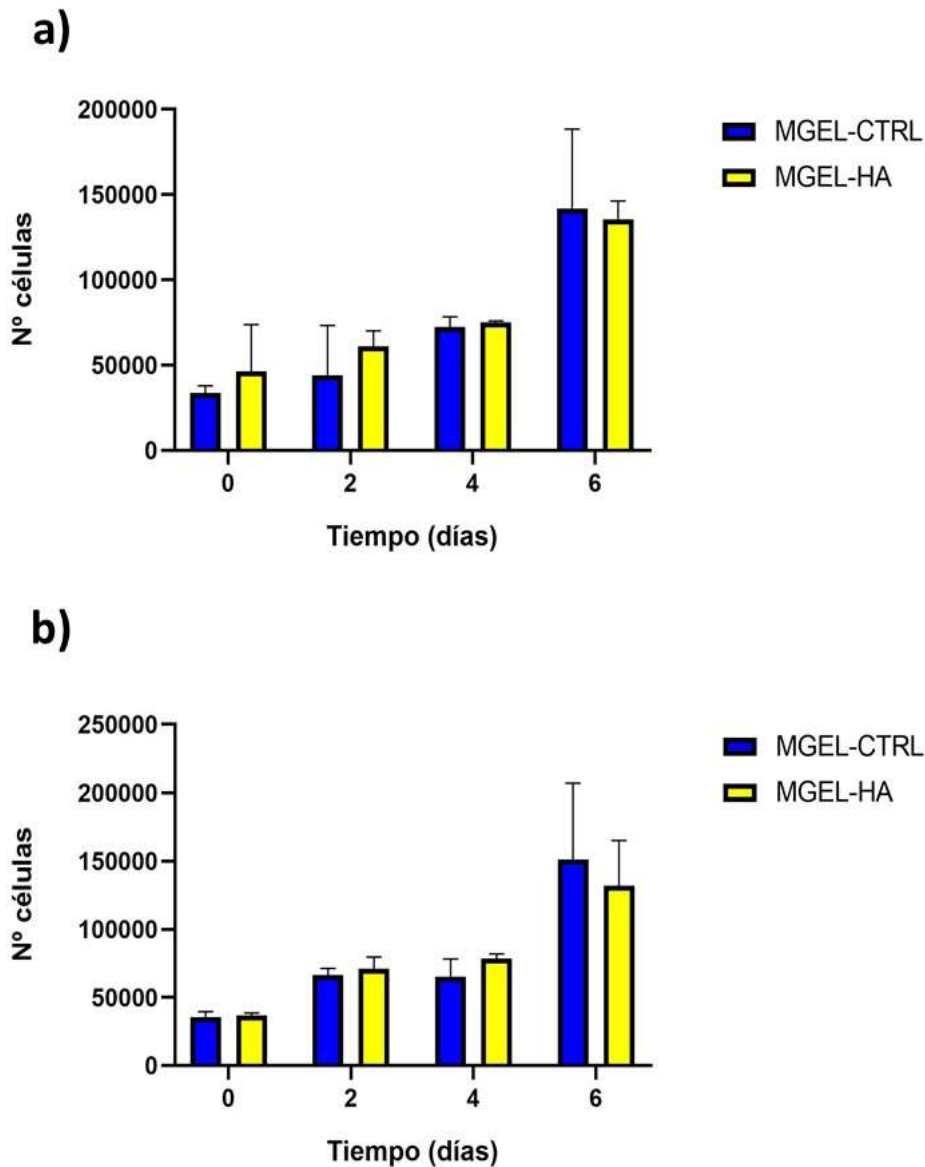 a)
200000
150000
100000
50000
0
Nº células
0 2 4 6
Tiempo (días)
MGEL-CTRL
MGEL-HA
b)
250000
200000
150000
100000
50000
0
Nº células
0 2 4 6
Tiempo (días)
MGEL-CTRL
MGEL-HA